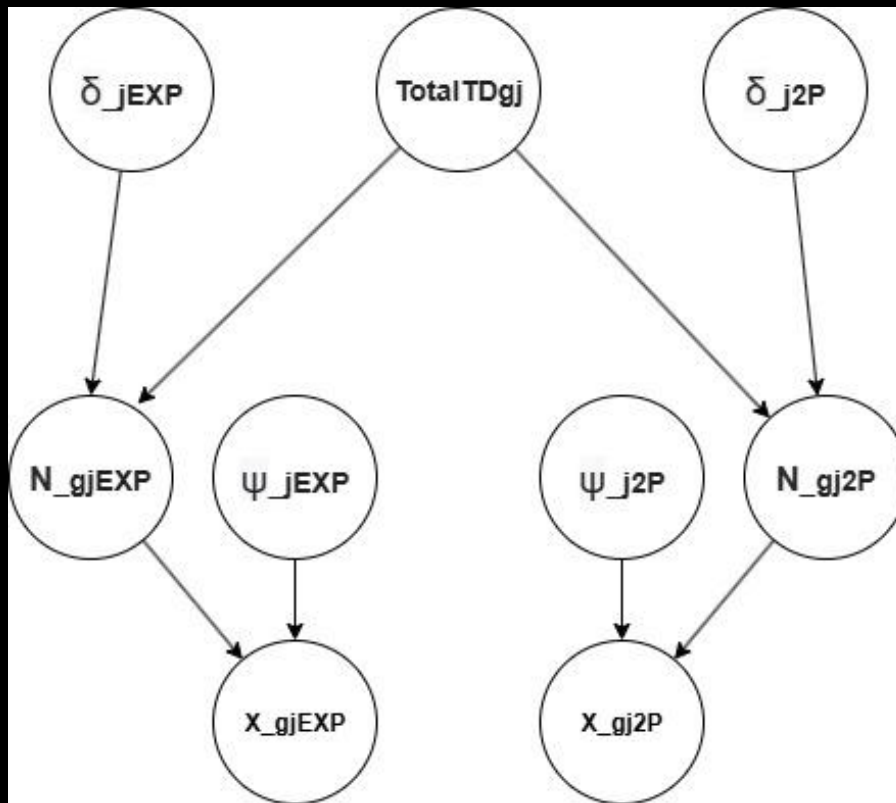 δ_jEXP
TotalTDgj
δ_j2P
N_gjEXP
ψ_jEXP
ψ_j2P
N_gj2P
X_gjEXP
X_gj2P